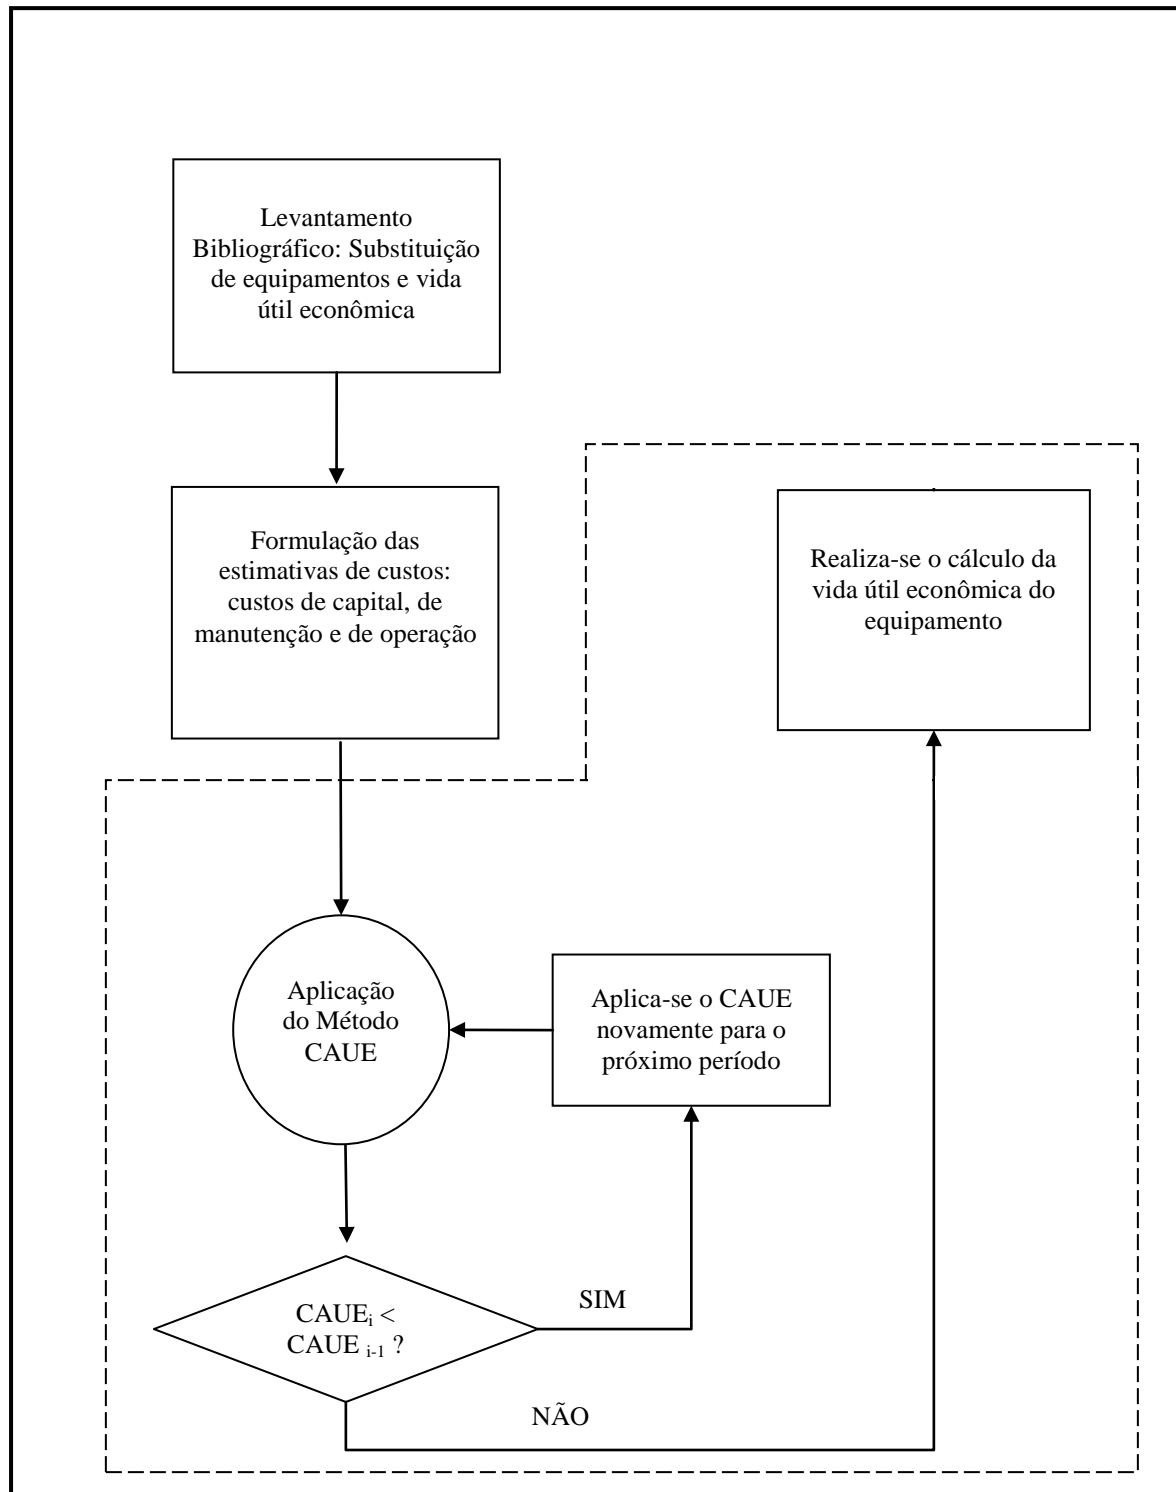 Levantamento
Bibliográfico: Substituição
de equipamentos e vida
útil econômica
Formulação das
estimativas de custos:
custos de capital, de
manutenção e de operação
Realiza-se o cálculo da
vida útil econômica do
equipamento
Aplicação
do Método
CAUE
Aplica-se o CAUE
novamente para o
próximo período
CAUEi <
CAUE i-1 ?
SIM
NÃO